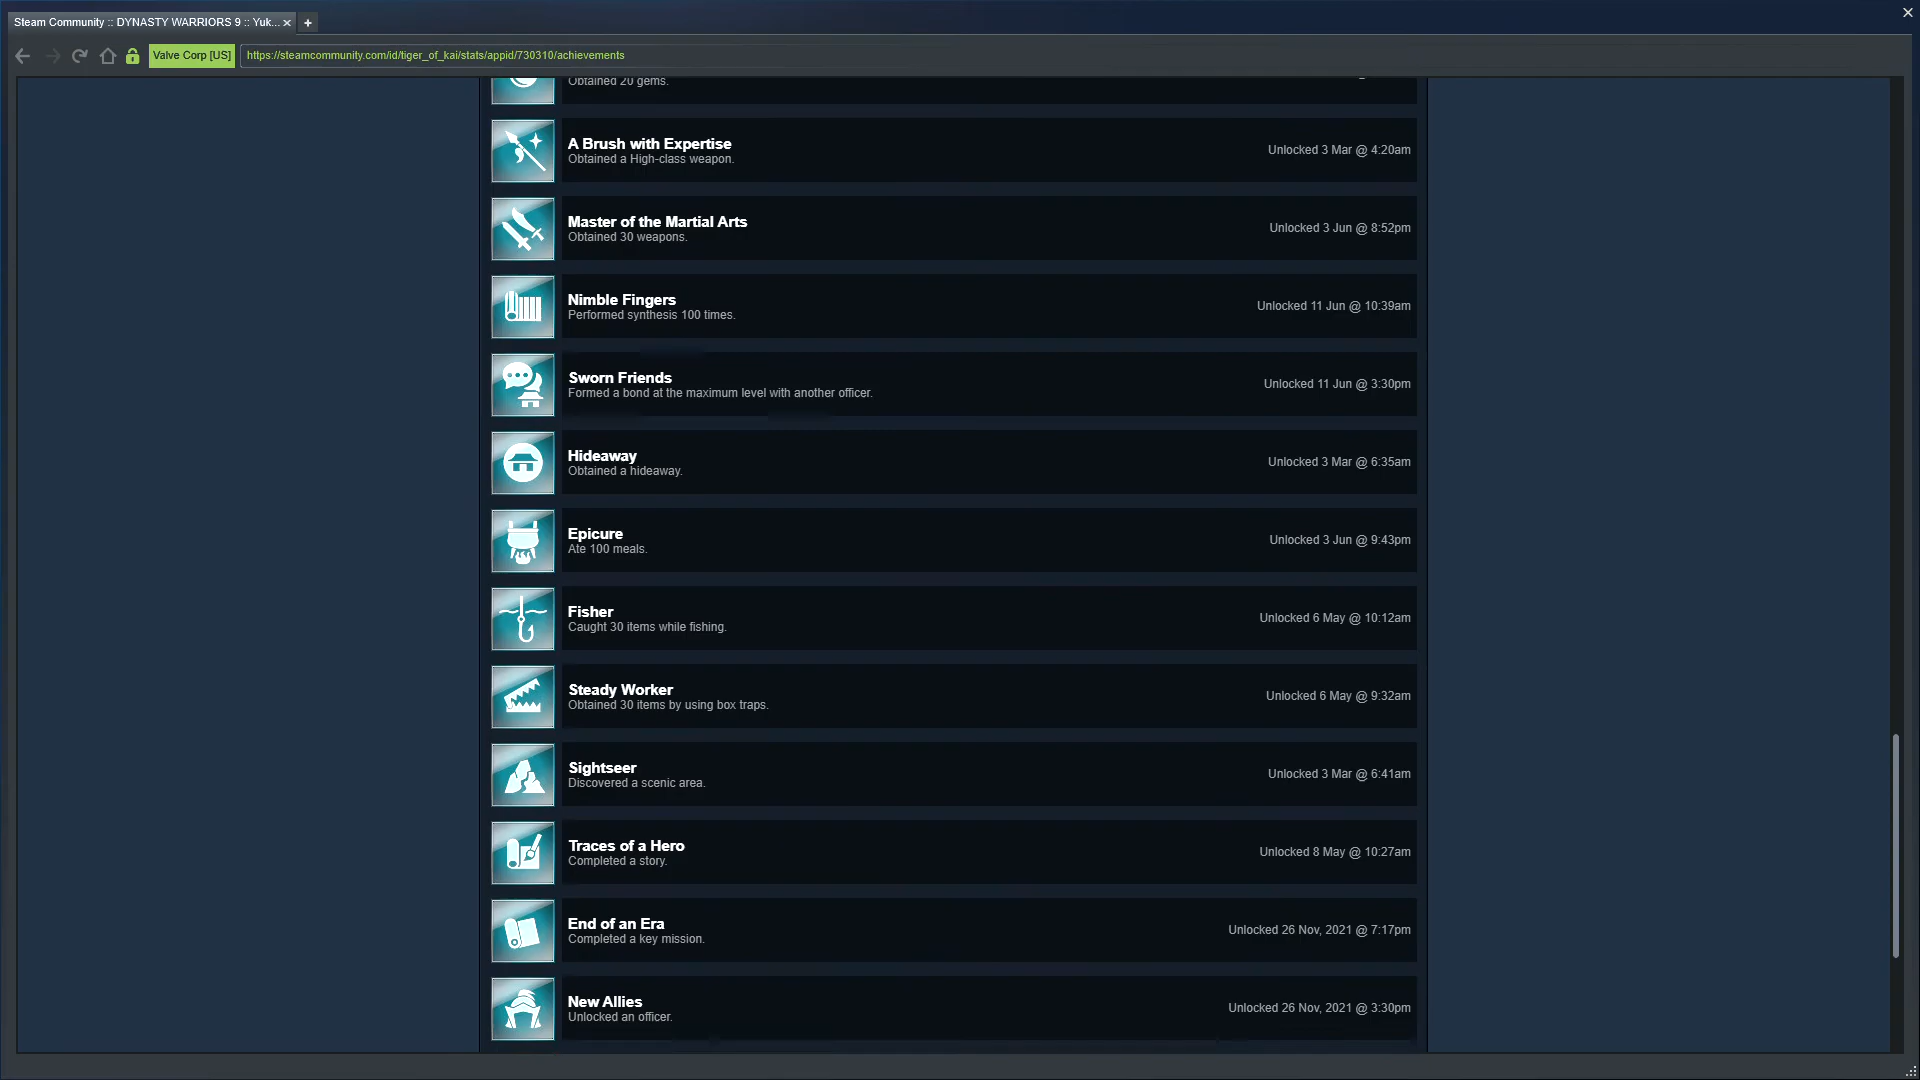 Steam Community :: DYNASTY WARRIORS 9 :: Yuk...
Valve Corp [US]
https://steamcommunity.com/id/tiger_of_kai/stats/appid/730310/achievements
Obtained 20 gems.
A Brush with Expertise
Obtained a High-class weapon.
Unlocked 3 Mar @ 4:20am
Master of the Martial Arts
Obtained 30 weapons.
Unlocked 3 Jun @ 8:52pm
Nimble Fingers
Performed synthesis 100 times.
Unlocked 11 Jun @ 10:39am
Sworn Friends
Formed a bond at the maximum level with another officer.
Unlocked 11 Jun @ 3:30pm
Hideaway
Obtained a hideaway.
Unlocked 3 Mar @ 6:35am
Epicure
Ate 100 meals.
Unlocked 3 Jun @ 9:43pm
Fisher
Caught 30 items while fishing.
Unlocked 6 May @ 10:12am
Steady Worker
Obtained 30 items by using box traps.
Unlocked 6 May @ 9:32am
Sightseer
Discovered a scenic area.
Unlocked 3 Mar @ 6:41am
Traces of a Hero
Completed a story.
Unlocked 8 May @ 10:27am
End of an Era
Completed a key mission.
Unlocked 26 Nov, 2021 @ 7:17pm
New Allies
Unlocked an officer.
Unlocked 26 Nov, 2021 @ 3:30pm